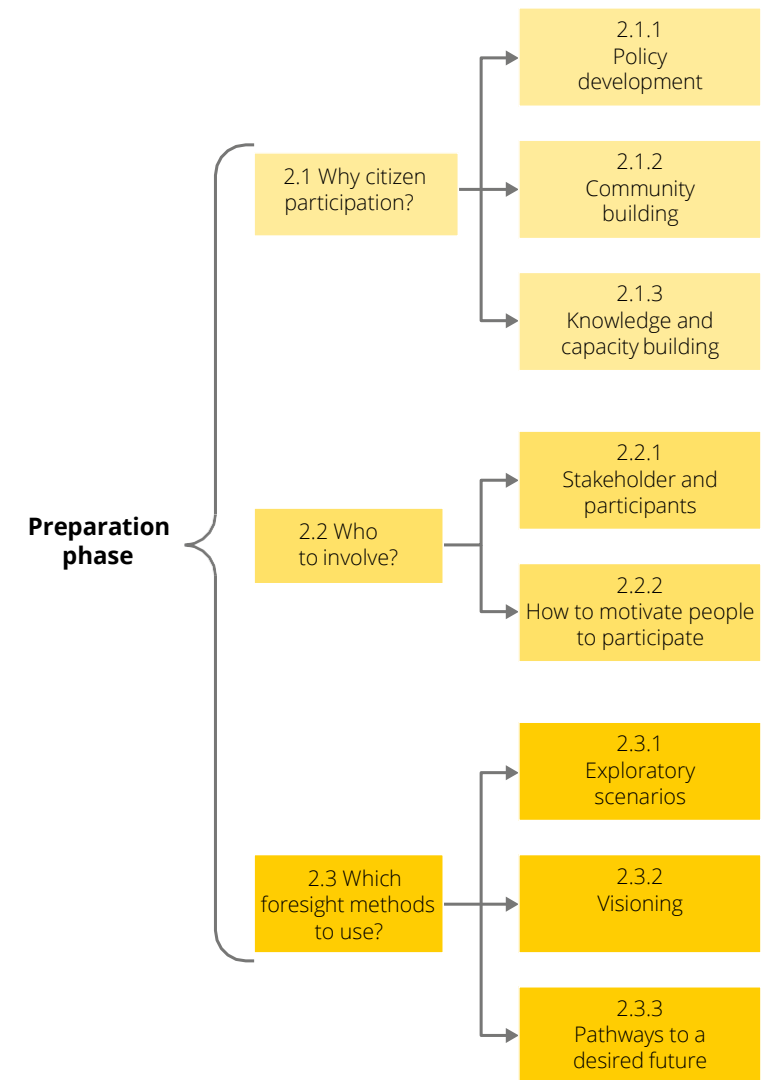 Preparation
phase
2.1 Why citizen
participation?
2.1.1
Policy
development
2.1.2
Community
building
2.1.3
Knowledge and
capacity building
2.2 Who
to involve?
2.2.1
Stakeholder and
participants
2.2.2
How to motivate people
to participate
2.3 Which
foresight methods
to use?
2.3.1
Exploratory
scenarios
2.3.2
Visioning
2.3.3
Pathways to a
desired future